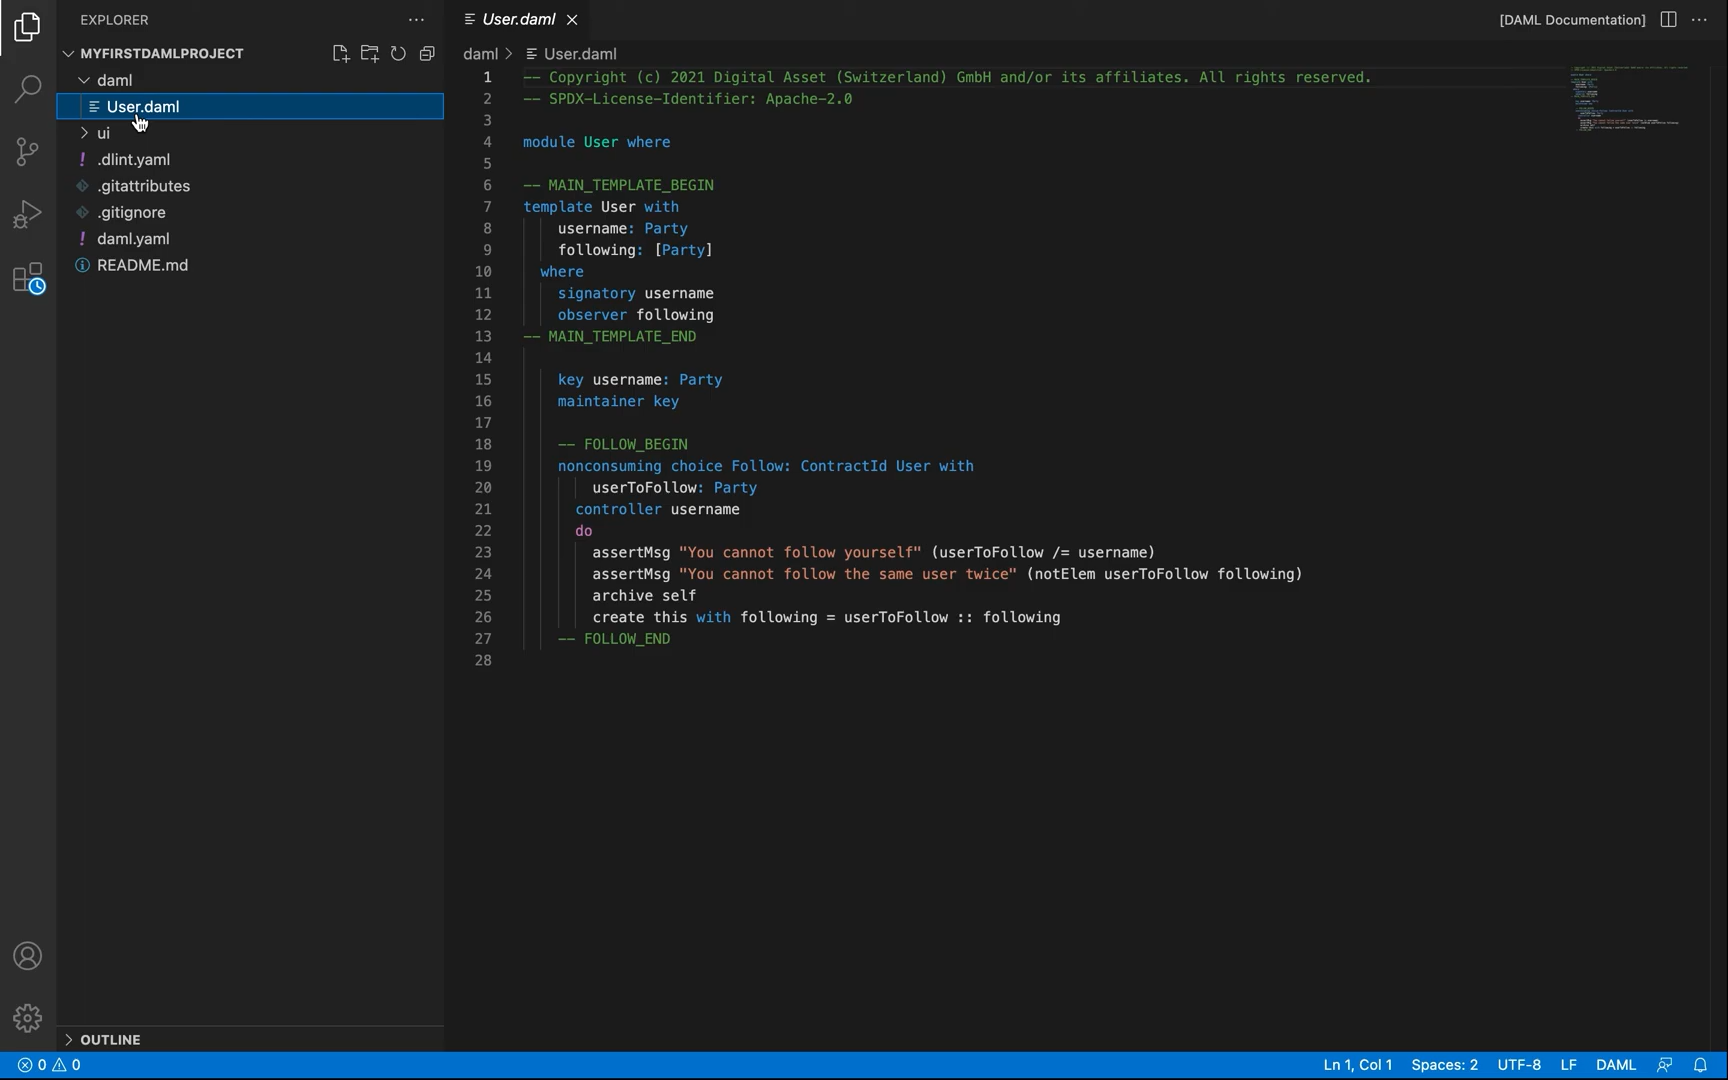 EXPLORER
MYFIRSTDAMLPROJECT
daml
User.daml
ui
.dlint.yaml
.gitattributes
.gitignore
daml.yaml
README.md
OUTLINE
User.daml
[DAML Documentation]
daml > User.daml
1 -- Copyright (c) 2021 Digital Asset (Switzerland) GmbH and/or its affiliates. All rights reserved.
2 -- SPDX-License-Identifier: Apache-2.0
3
4 module User where
5
6 -- MAIN_TEMPLATE_BEGIN
7 template User with
8 username: Party
9 following: [Party]
10 where
11 signatory username
12 observer following
13 -- MAIN_TEMPLATE_END
14
15 key username: Party
16 maintainer key
17
18 -- FOLLOW_BEGIN
19 nonconsuming choice Follow: ContractId User with
20 userToFollow: Party
21 controller username
22 do
23 assertMsg "You cannot follow yourself" (userToFollow /= username)
24 assertMsg "You cannot follow the same user twice" (notElem userToFollow following)
25 archive self
26 create this with following = userToFollow :: following
27 -- FOLLOW_END
28
0 0
Ln 1, Col 1 Spaces: 2 UTF-8 LF DAML